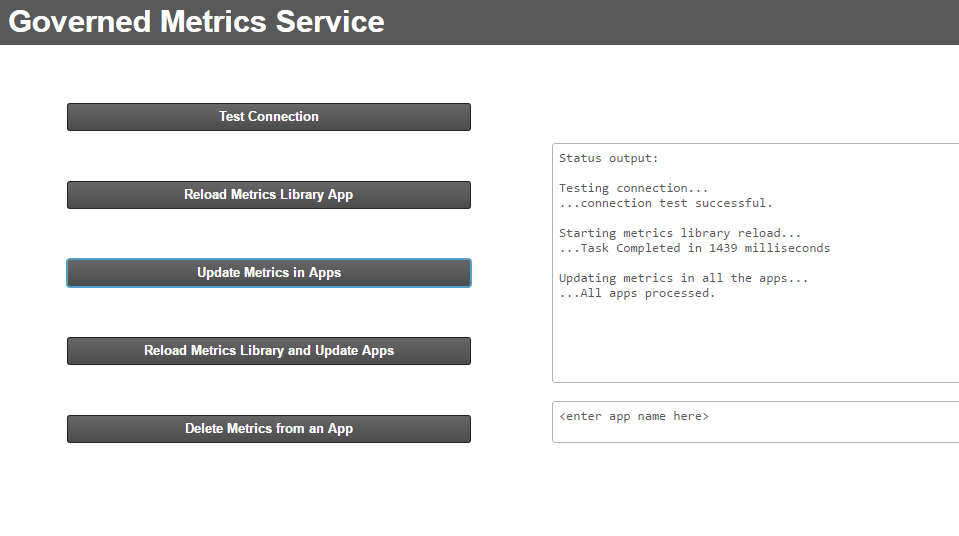 Governed Metrics Service
Test Connection
Reload Metrics Library App
Update Metrics in Apps
Reload Metrics Library and Update Apps
Delete Metrics from an App
Status output:
Testing connection...
...connection test successful.
Starting metrics library reload...
...Task Completed in 1439 milliseconds
Updating metrics in all the apps...
...All apps processed.
<enter app name here>